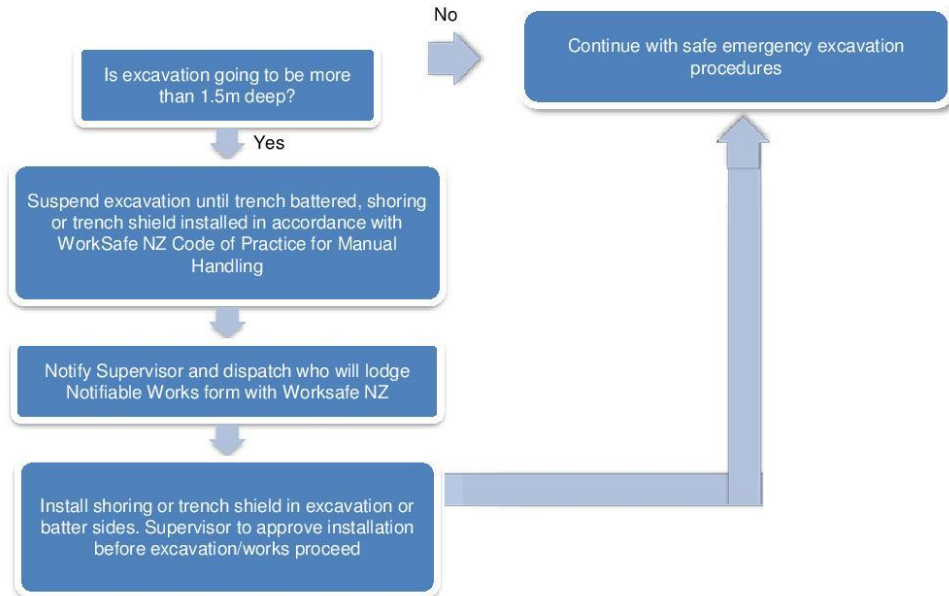 No
Continue with safe emergency excavation
procedures
Is excavation going to be more
than 1.5m deep?
Yes
Suspend excavation until trench battered, shoring
or trench shield installed in accordance with
WorkSafe NZ Code of Practice for Manual
Handling
Notify Supervisor and dispatch who will lodge
Notifiable Works form with Worksafe NZ
Install shoring or trench shield in excavation or
batter sides. Supervisor to approve installation
before excavation/works proceed